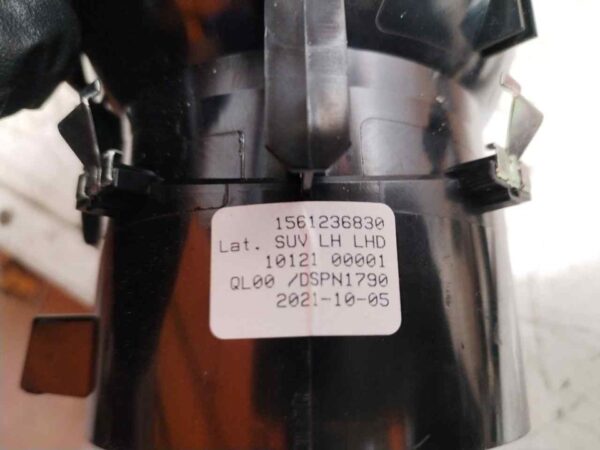 1561236830
Lat. SUV LH LHD
10121 00001
QL00 /DSPN1790
2021-10-05